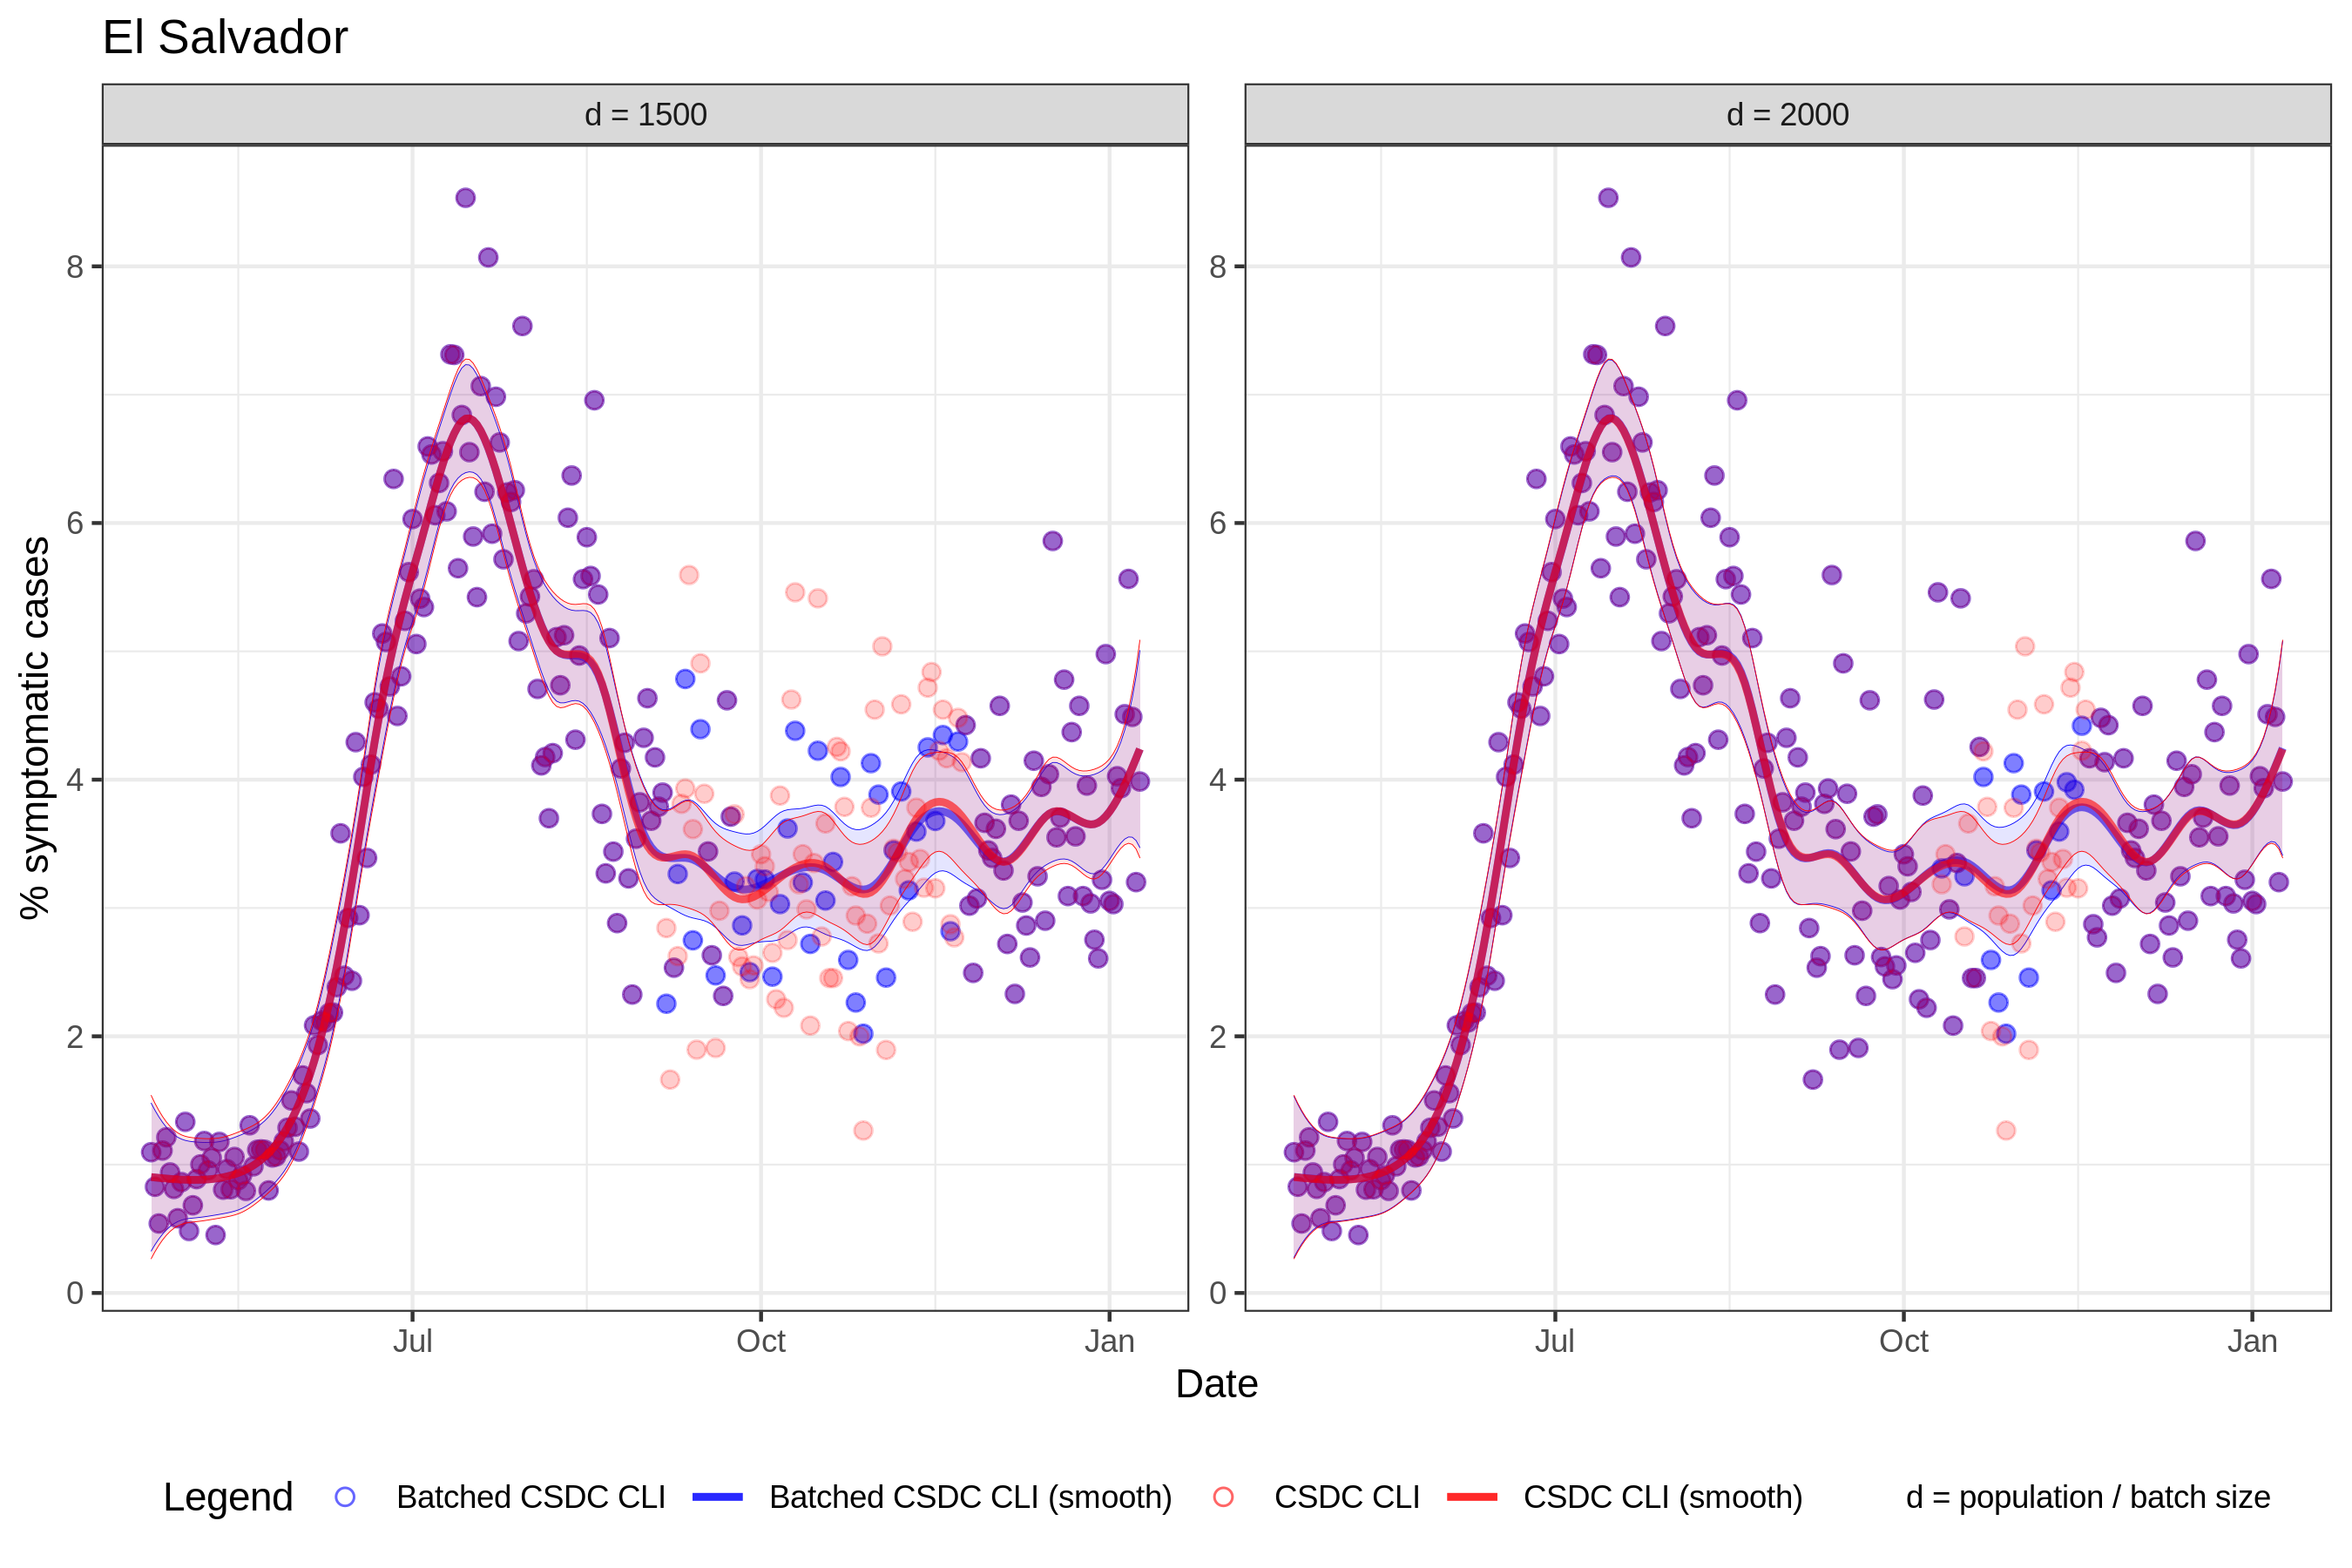 El Salvador
d = 1500
d = 2000
% symptomatic cases
8
6
4
2
0
8
6
4
2
0
Jul
Oct
Jan
Jul
Oct
Jan
Date
Legend
Batched CSDC CLI
Batched CSDC CLI (smooth)
CSDC CLI
CSDC CLI (smooth)
d = population / batch size